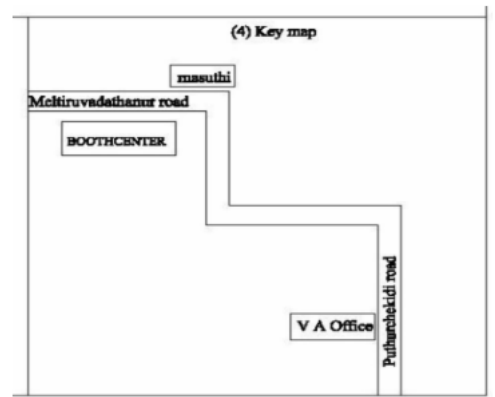 (4) Key map
masuthi
Meltiruvadathanur road
BOOTHCENTER
Puthurchekidi road
V A Office